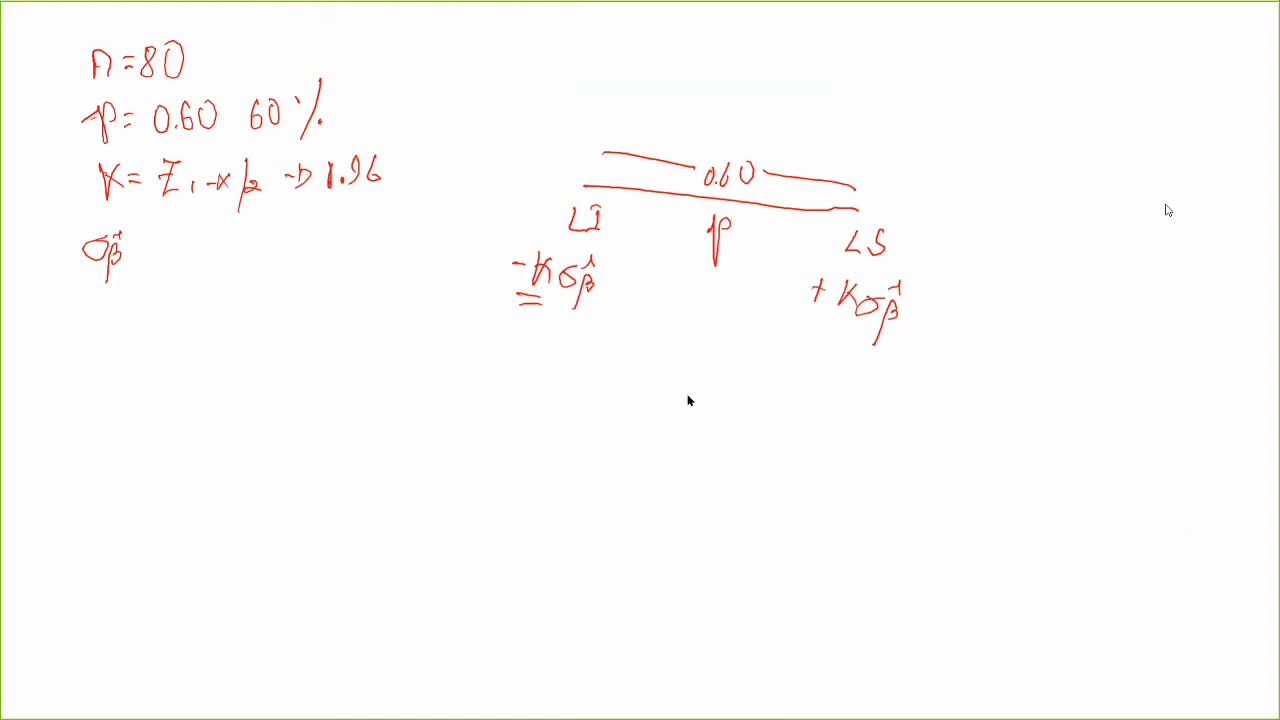 n = 80
p = 0.60 60 %.
K = Z1-α/2 → 1.96
σp̂
0.60
LI p LS
- Kσp̂ + Kσp̂